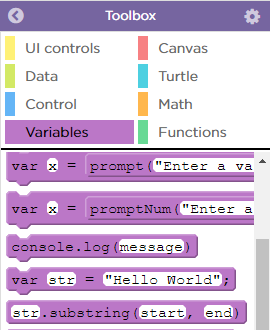 Toolbox
UI controls
Canvas
Data
Turtle
Control
Math
Variables
Functions
var x = prompt("Enter a va
var x = promptNum("Enter a
console.log(message)
var str = "Hello World";
str.substring(start, end)